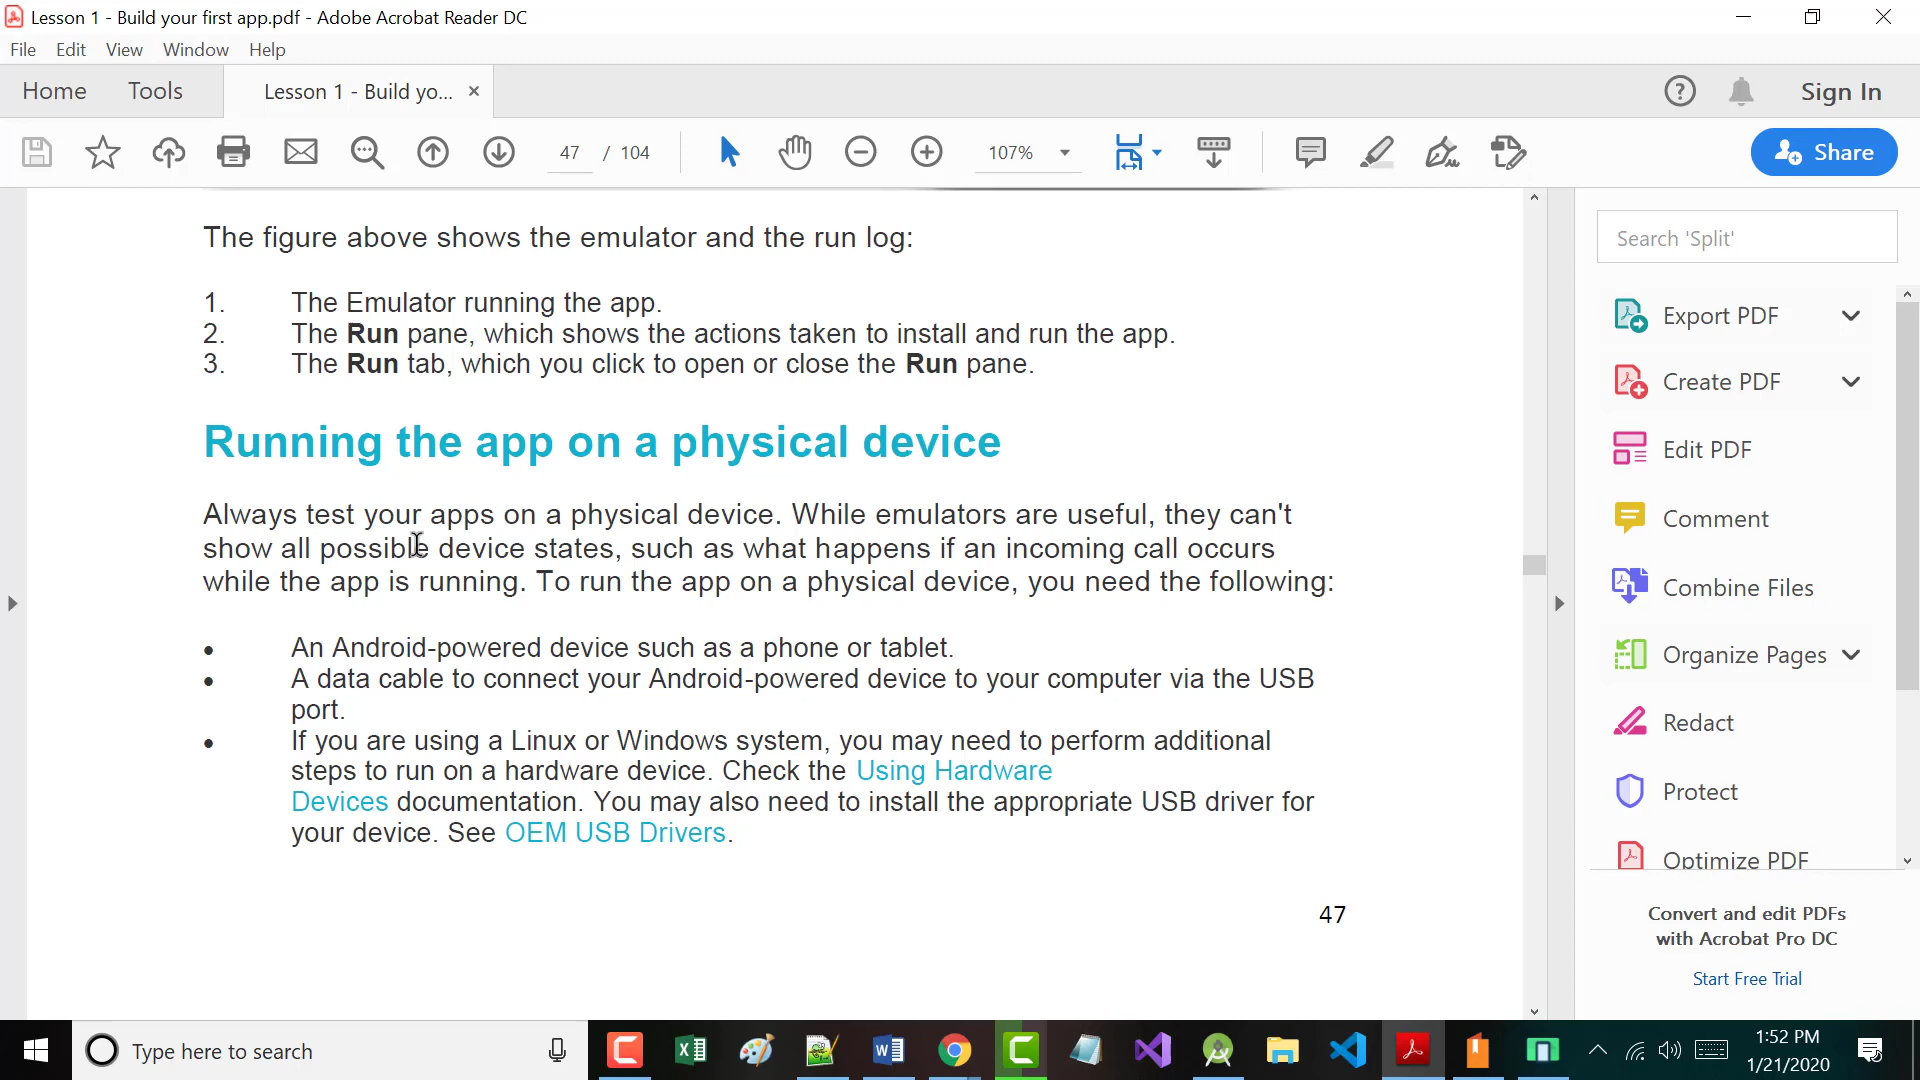 Lesson 1 - Build your first app.pdf - Adobe Acrobat Reader DC
File Edit View Window Help
Home Tools Lesson 1 - Build yo... × Sign In
47 / 104 107% Share
The figure above shows the emulator and the run log:
1. The Emulator running the app.
2. The Run pane, which shows the actions taken to install and run the app.
3. The Run tab, which you click to open or close the Run pane.
Running the app on a physical device
Always test your apps on a physical device. While emulators are useful, they can't
show all possible device states, such as what happens if an incoming call occurs
while the app is running. To run the app on a physical device, you need the following:
• An Android-powered device such as a phone or tablet.
• A data cable to connect your Android-powered device to your computer via the USB
port.
• If you are using a Linux or Windows system, you may need to perform additional
steps to run on a hardware device. Check the Using Hardware
Devices documentation. You may also need to install the appropriate USB driver for
your device. See OEM USB Drivers.
47
Search 'Split'
Export PDF
Create PDF
Edit PDF
Comment
Combine Files
Organize Pages
Redact
Protect
Optimize PDF
Convert and edit PDFs
with Acrobat Pro DC
Start Free Trial
Type here to search
1:52 PM
1/21/2020